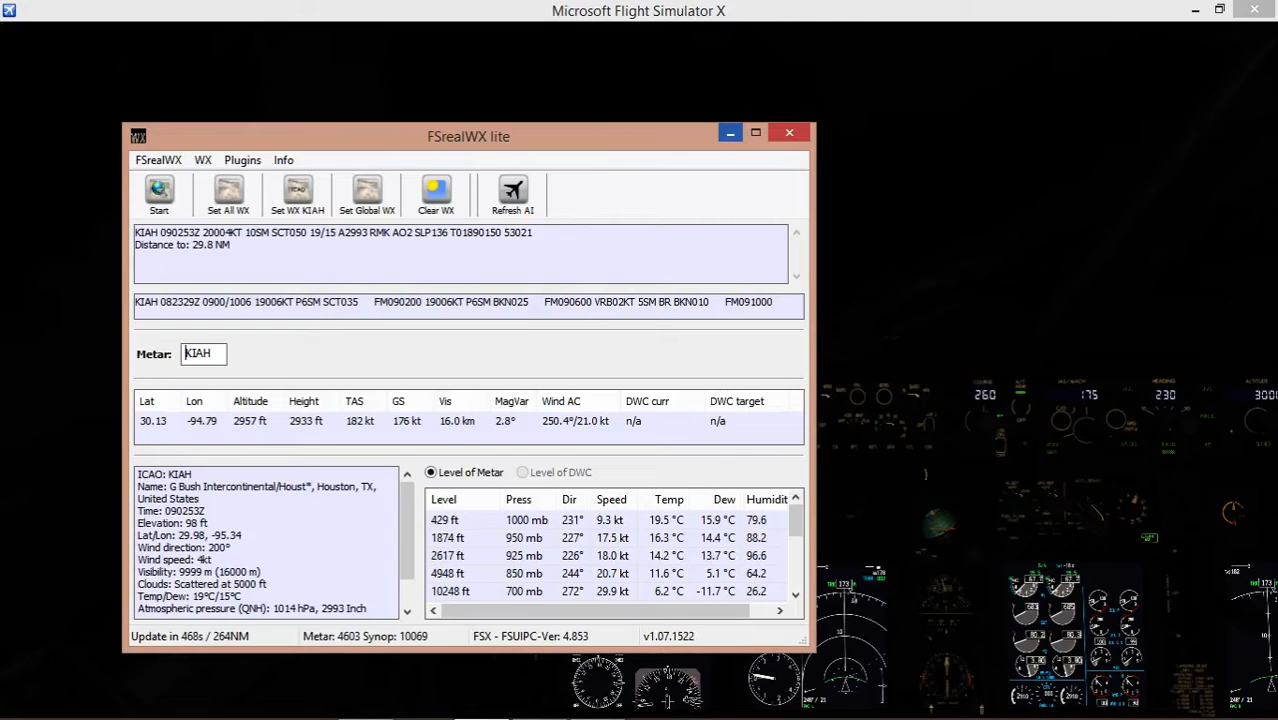 Microsoft Flight Simulator X
FSrealWX lite
FSrealWX WX Plugins Info
Start Set All WX Set WX KIAH Set Global WX Clear WX Refresh AI
KIAH 090253Z 20004KT 10SM SCT050 19/15 A2993 RMK AO2 SLP136 T01890150 53021
Distance to: 29.8 NM
KIAH 082329Z 0900/1006 19006KT P6SM SCT035 FM090200 19006KT P6SM BKN025 FM090600 VRB02KT 5SM BR BKN010 FM091000
Metar: KIAH
Lat Lon Altitude Height TAS GS Vis MagVar Wind AC DWC curr DWC target
30.13 -94.79 2957 ft 2933 ft 182 kt 176 kt 16.0 km 2.8° 250.4°/21.0 kt n/a n/a
ICAO: KIAH
Name: G Bush Intercontinental/Houst*, Houston, TX,
United States
Time: 090253Z
Elevation: 98 ft
Lat/Lon: 29.98, -95.34
Wind direction: 200°
Wind speed: 4kt
Visibility: 9999 m (16000 m)
Clouds: Scattered at 5000 ft
Temp/Dew: 19°C/15°C
Atmospheric pressure (QNH): 1014 hPa, 2993 Inch
Level of Metar Level of DWC
Level Press Dir Speed Temp Dew Humidit
429 ft 1000 mb 231° 9.3 kt 19.5 °C 15.9 °C 79.6
1874 ft 950 mb 227° 17.5 kt 16.3 °C 14.4 °C 88.2
2617 ft 925 mb 226° 18.0 kt 14.2 °C 13.7 °C 96.6
4948 ft 850 mb 244° 20.7 kt 11.6 °C 5.1 °C 64.2
10248 ft 700 mb 272° 29.9 kt 6.2 °C -11.7 °C 26.2
Update in 468s / 264NM Metar: 4603 Synop: 10069 FSX - FSUIPC-Ver: 4.853 v1.07.1522
COURSE IAS/MACH HEADING ALTITUDE
260 175 230 3000
173